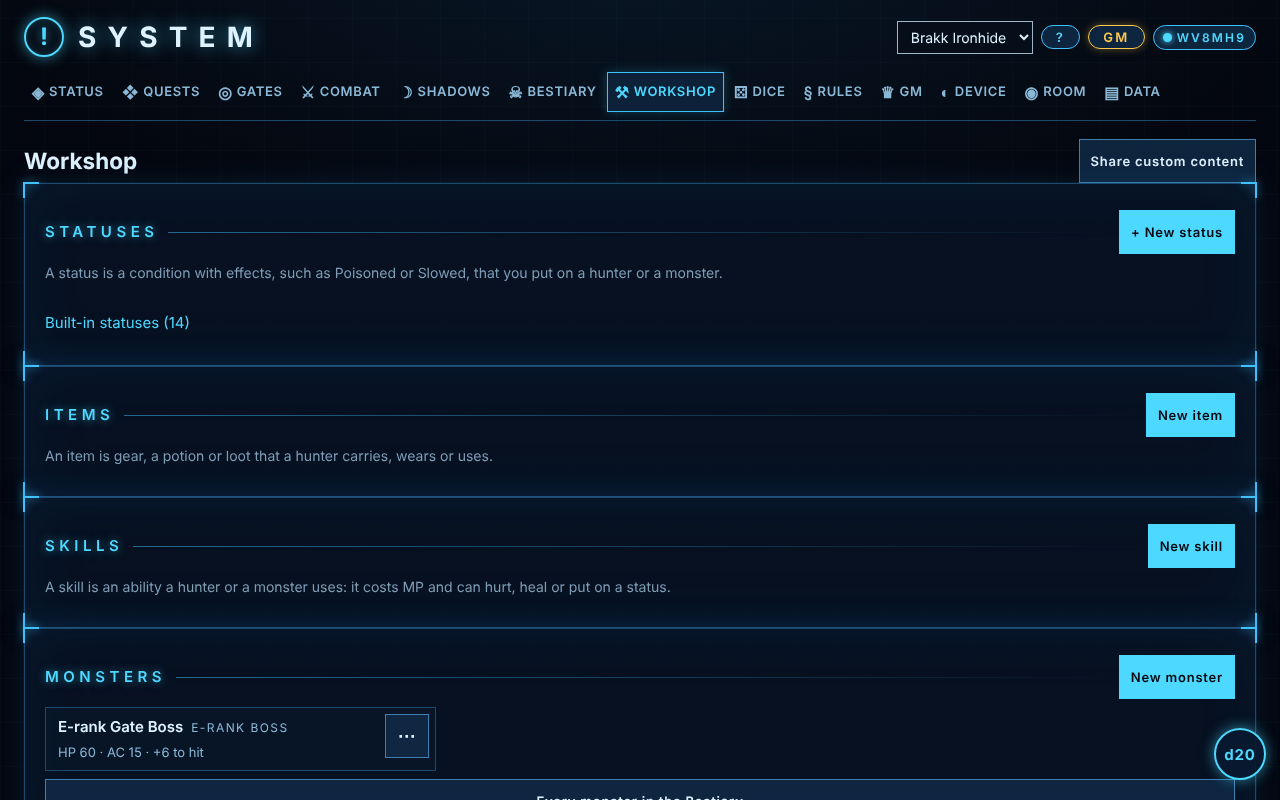 ! SYSTEM
Brakk Ironhide ? GM WV8MH9
STATUS QUESTS GATES COMBAT SHADOWS BESTIARY WORKSHOP DICE § RULES GM DEVICE ROOM DATA
Workshop
Share custom content
STATUSES
+ New status
A status is a condition with effects, such as Poisoned or Slowed, that you put on a hunter or a monster.
Built-in statuses (14)
ITEMS
New item
An item is gear, a potion or loot that a hunter carries, wears or uses.
SKILLS
New skill
A skill is an ability a hunter or a monster uses: it costs MP and can hurt, heal or put on a status.
MONSTERS
New monster
E-rank Gate Boss E-RANK BOSS
...
HP 60 · AC 15 · +6 to hit
d20
Every monster in the Bestiary